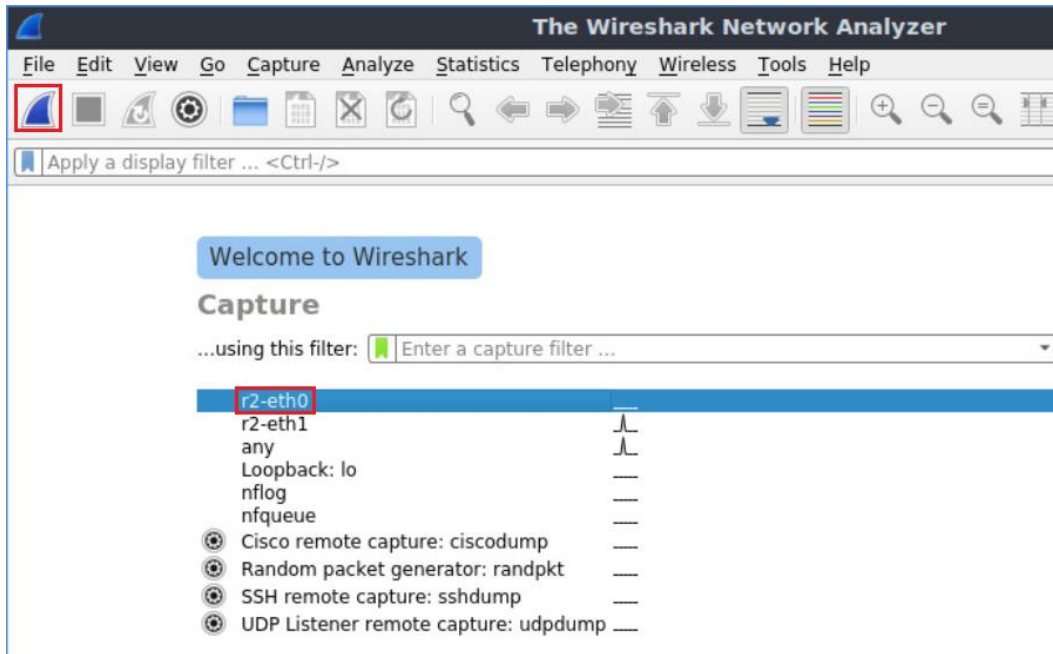 The Wireshark Network Analyzer
File Edit View Go Capture Analyze Statistics Telephony Wireless Tools Help
Apply a display filter ... <Ctrl-/>
Welcome to Wireshark
Capture
...using this filter: Enter a capture filter ...
r2-eth0
r2-eth1
any
Loopback: lo
nflog
nfqueue
Cisco remote capture: ciscodump
Random packet generator: randpkt
SSH remote capture: sshdump
UDP Listener remote capture: udpdump